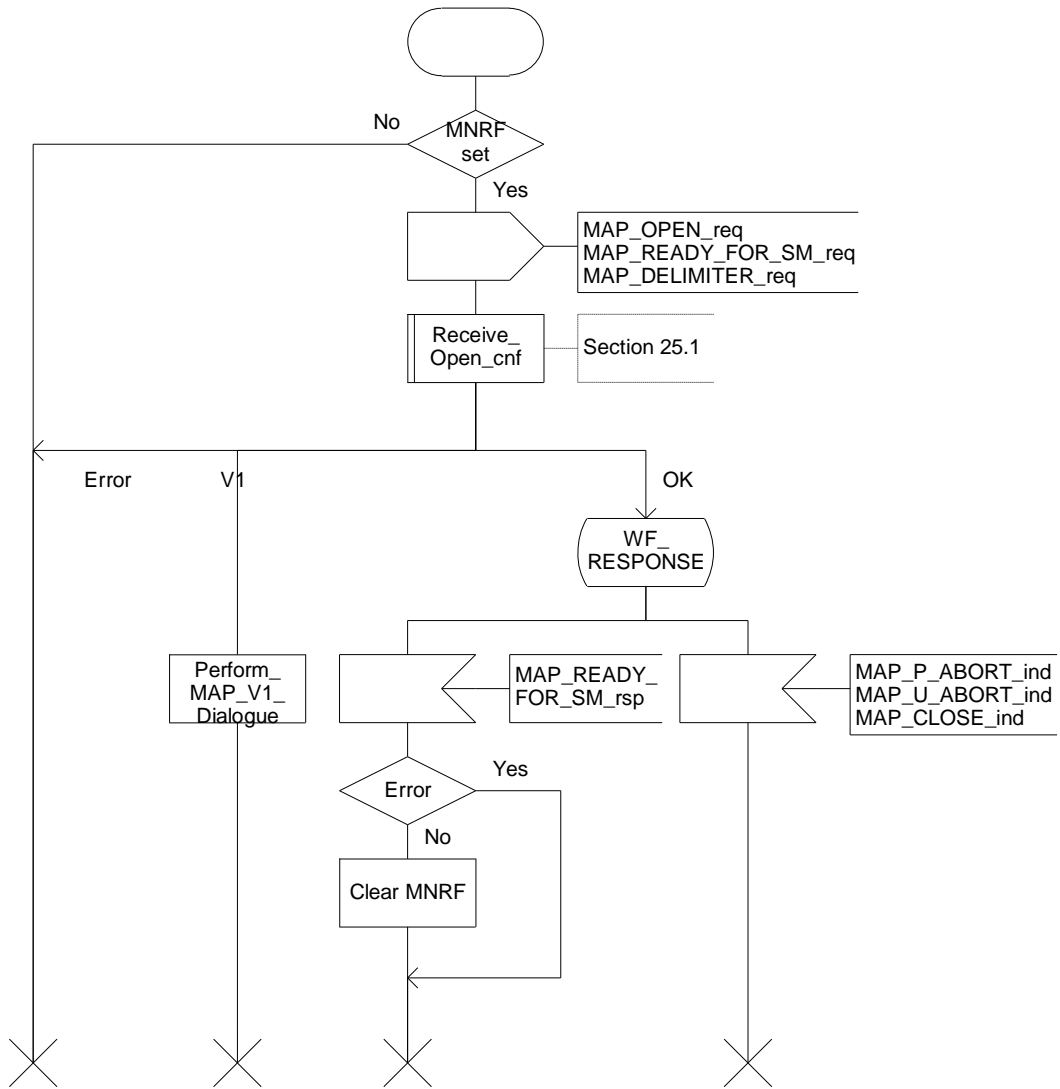 No
MNRF
set
Yes
MAP_OPEN_req
MAP_READY_FOR_SM_req
MAP_DELIMITER_req
Receive_
Open_cnf
Section 25.1
Error
V1
OK
WF_
RESPONSE
Perform_
MAP_V1_
Dialogue
MAP_READY_
FOR_SM_rsp
MAP_P_ABORT_ind
MAP_U_ABORT_ind
MAP_CLOSE_ind
Error
Yes
No
Clear MNRF